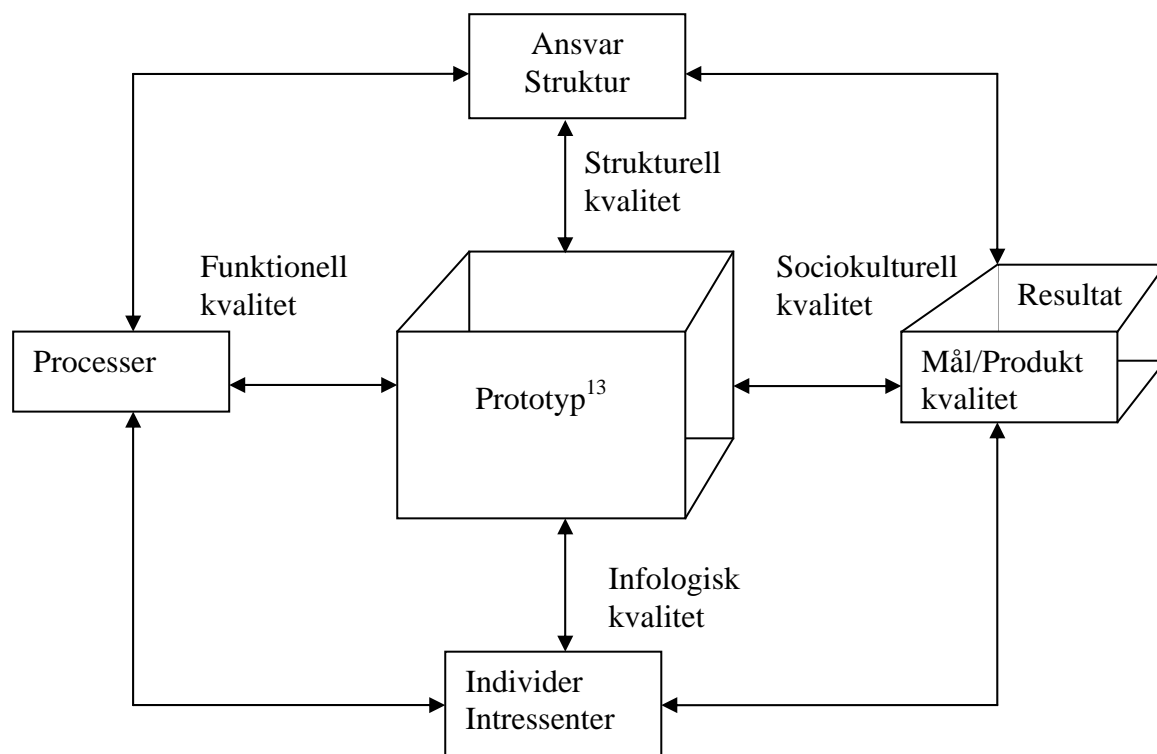 Ansvar
Struktur
Strukturell
kvalitet
Funktionell
kvalitet
Sociokulturell
kvalitet
Resultat
Processer
Mål/Produkt
kvalitet
Prototyp¹³
Infologisk
kvalitet
Individer
Intressenter